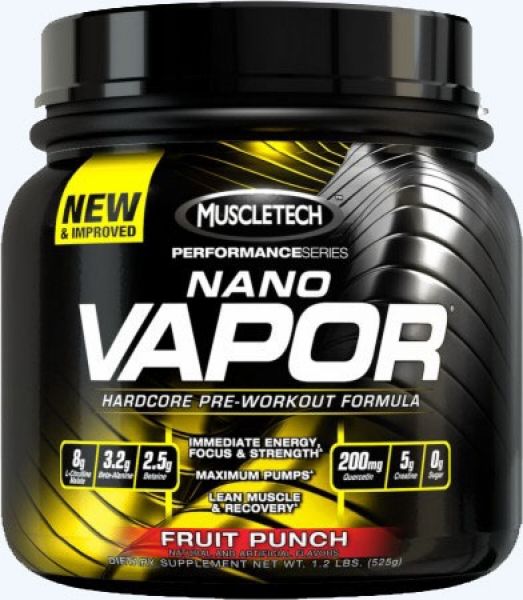 NEW
& IMPROVED
MUSCLETECH
PERFORMANCESERIES
NANO
VAPOR®
HARDCORE PRE-WORKOUT FORMULA
8g
L-Citrulline
Malate
3.2g
Beta-Alanine
2.5g
Betaine
IMMEDIATE ENERGY,
FOCUS & STRENGTH*
MAXIMUM PUMPS*
LEAN MUSCLE
& RECOVERY*
200mg
Quercetin
5g
Creatine
0g
Sugar
FRUIT PUNCH
NATURAL AND ARTIFICIAL FLAVORS
DIETARY SUPPLEMENT NET WT. 1.2 LBS. (525g)